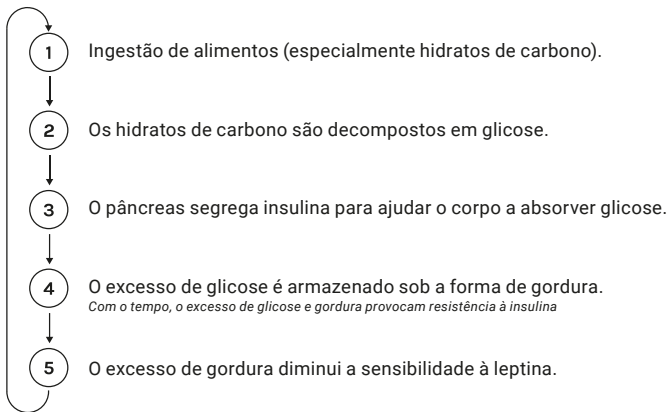 1 Ingestão de alimentos (especialmente hidratos de carbono).
2 Os hidratos de carbono são decompostos em glicose.
3 O pâncreas segrega insulina para ajudar o corpo a absorver glicose.
4 O excesso de glicose é armazenado sob a forma de gordura.
Com o tempo, o excesso de glicose e gordura provocam resistência à insulina
5 O excesso de gordura diminui a sensibilidade à leptina.